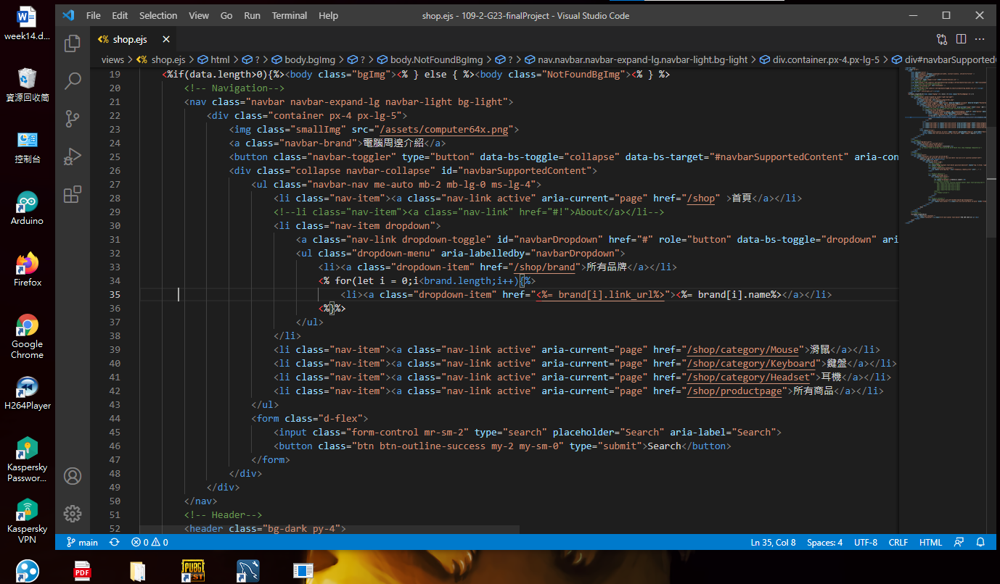 File Edit Selection View Go Run Terminal Help
shop.ejs - 109-2-G23-finalProject - Visual Studio Code
shop.ejs
views > shop.ejs > html > ? > body.bgImg > ? > body.NotFoundBgImg > ? > nav.navbar.navbar-expand-lg.navbar-light.bg-light > div.container.px-4.px-lg-5 > div#navbarSupported
19 <%if(data.length>0){%><body class="bgImg"><% } else { %><body class="NotFoundBgImg"><% } %>
20 <!-- Navigation-->
21 <nav class="navbar navbar-expand-lg navbar-light bg-light">
22 <div class="container px-4 px-lg-5">
23 <img class="smallImg" src="/assets/computer64x.png">
24 <a class="navbar-brand">電腦周邊介紹</a>
25 <button class="navbar-toggler" type="button" data-bs-toggle="collapse" data-bs-target="#navbarSupportedContent" aria-con
26 <div class="collapse navbar-collapse" id="navbarSupportedContent">
27 <ul class="navbar-nav me-auto mb-2 mb-lg-0 ms-lg-4">
28 <li class="nav-item"><a class="nav-link active" aria-current="page" href="/shop" >首頁</a></li>
29 <!--li class="nav-item"><a class="nav-link" href="#!">About</a></li-->
30 <li class="nav-item dropdown">
31 <a class="nav-link dropdown-toggle" id="navbarDropdown" href="#" role="button" data-bs-toggle="dropdown" ari
32 <ul class="dropdown-menu" aria-labelledby="navbarDropdown">
33 <li><a class="dropdown-item" href="/shop/brand">所有品牌</a></li>
34 <% for(let i = 0;i<brand.length;i++){%>
35 <li><a class="dropdown-item" href="<%= brand[i].link_url%>"><%= brand[i].name%></a></li>
36 <%}%>
37 </ul>
38 </li>
39 <li class="nav-item"><a class="nav-link active" aria-current="page" href="/shop/category/Mouse">滑鼠</a></li>
40 <li class="nav-item"><a class="nav-link active" aria-current="page" href="/shop/category/Keyboard">鍵盤</a></li>
41 <li class="nav-item"><a class="nav-link active" aria-current="page" href="/shop/category/Headset">耳機</a></li>
42 <li class="nav-item"><a class="nav-link active" aria-current="page" href="/shop/productpage">所有商品</a></li>
43 </ul>
44 <form class="d-flex">
45 <input class="form-control mr-sm-2" type="search" placeholder="Search" aria-label="Search">
46 <button class="btn btn-outline-success my-2 my-sm-0" type="submit">Search</button>
47 </form>
48 </div>
49 </div>
50 </nav>
51 <!-- Header-->
52 <header class="bg-dark py-4">
main 0 0 Ln 35, Col 8 Spaces: 4 UTF-8 CRLF HTML
week14.d...
資源回收筒
控制台
Arduino
Firefox
Google
Chrome
H264Player
Kaspersky
Passwor...
Kaspersky
VPN
PDF
PUBG